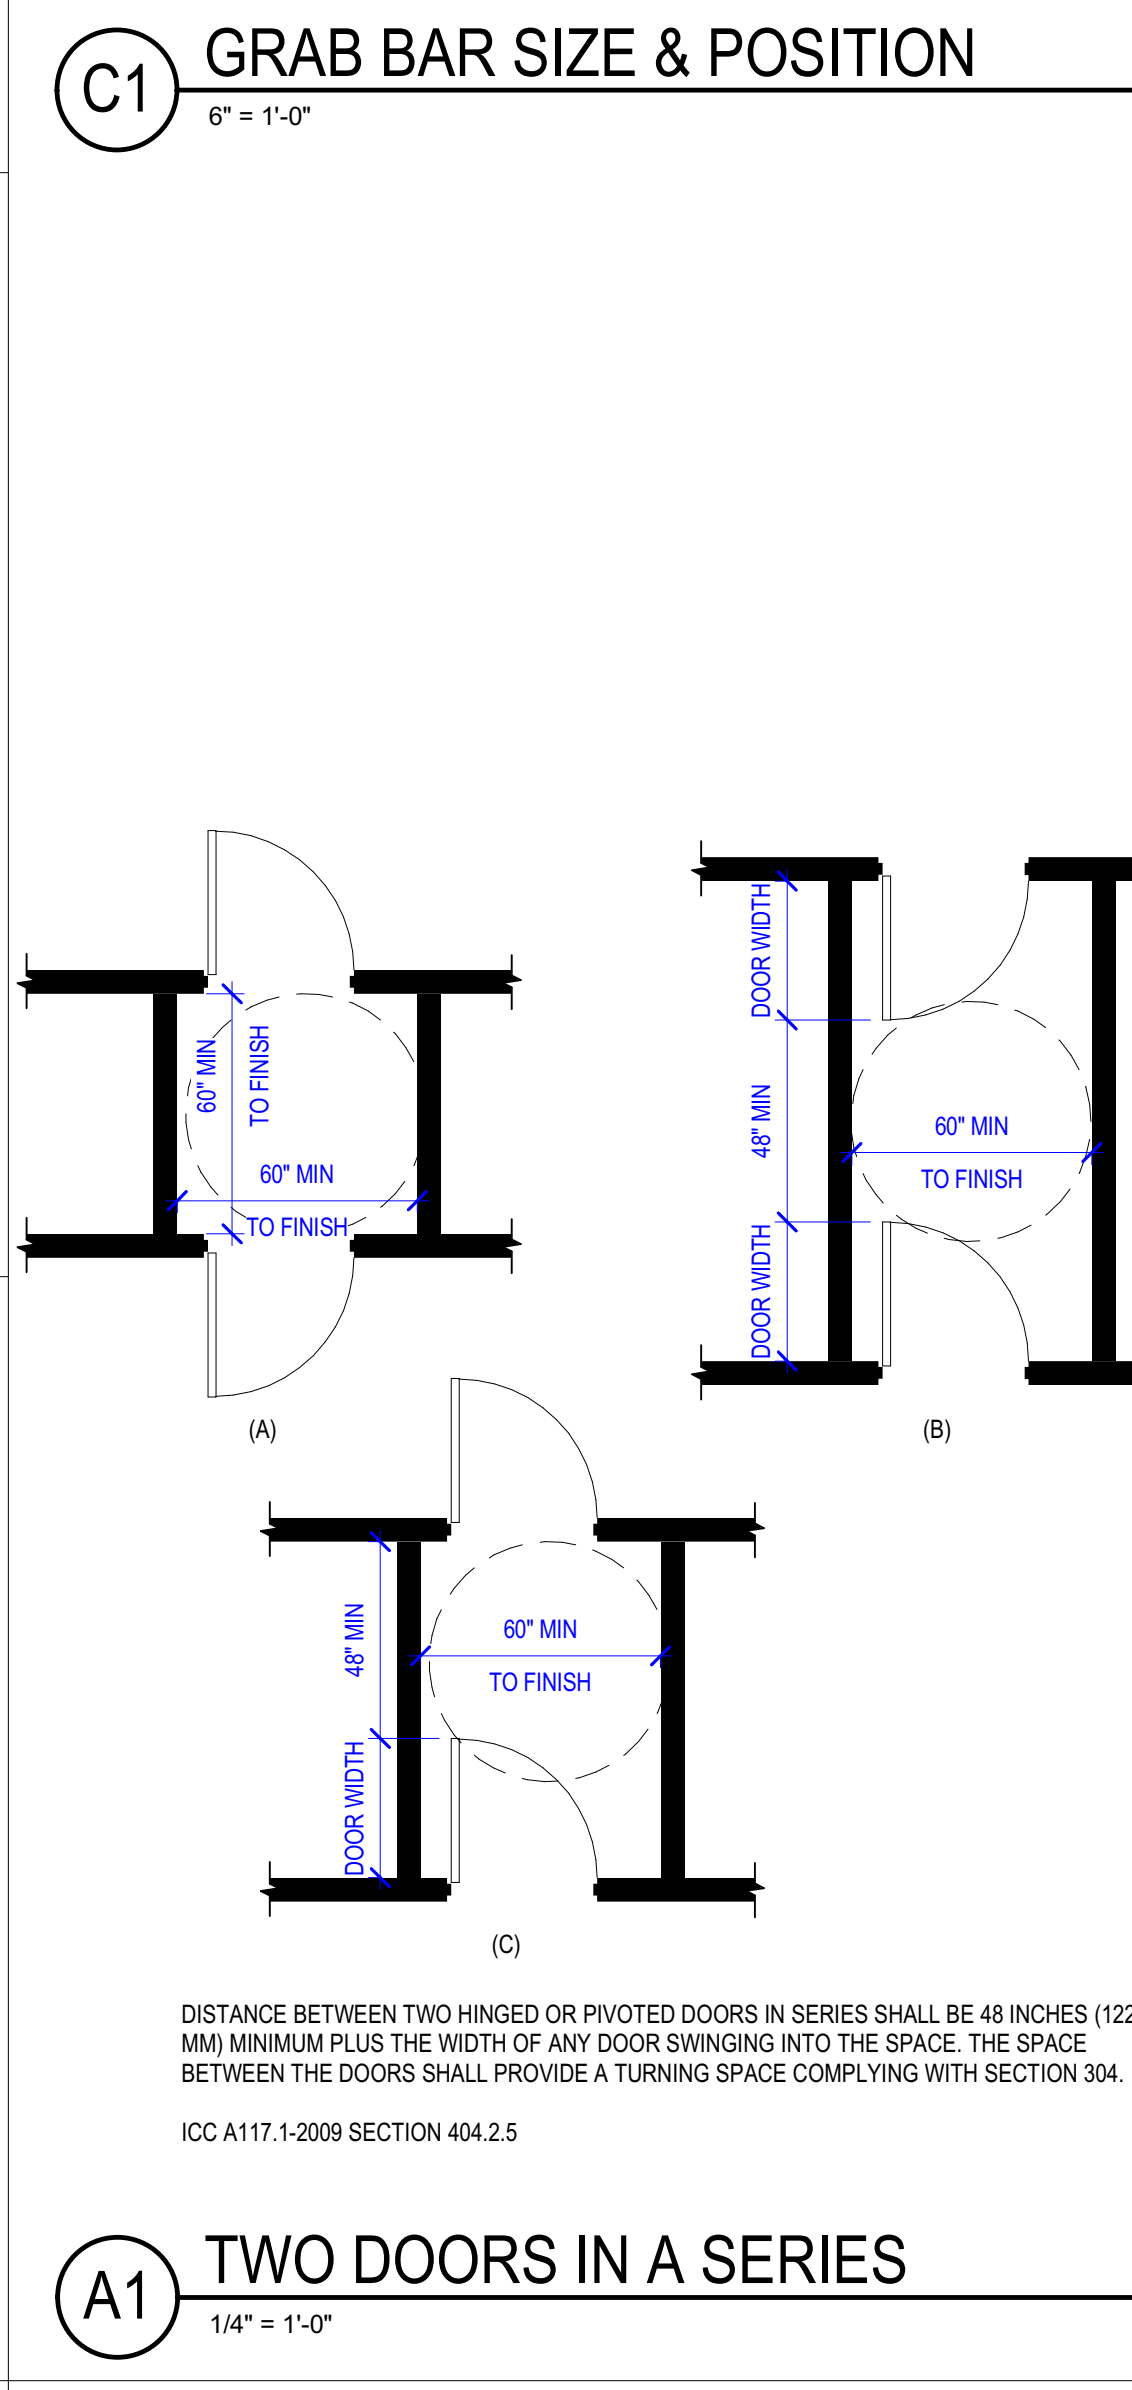 C1
GRAB BAR SIZE & POSITION
6" = 1'-0"
60" MIN
TO FINISH
60" MIN
TO FINISH
(A)
DOOR WIDTH
48" MIN
DOOR WIDTH
60" MIN
TO FINISH
(B)
48" MIN
DOOR WIDTH
60" MIN
TO FINISH
(C)
DISTANCE BETWEEN TWO HINGED OR PIVOTED DOORS IN SERIES SHALL BE 48 INCHES (122
MM) MINIMUM PLUS THE WIDTH OF ANY DOOR SWINGING INTO THE SPACE. THE SPACE
BETWEEN THE DOORS SHALL PROVIDE A TURNING SPACE COMPLYING WITH SECTION 304.
ICC A117.1-2009 SECTION 404.2.5
A1
TWO DOORS IN A SERIES
1/4" = 1'-0"